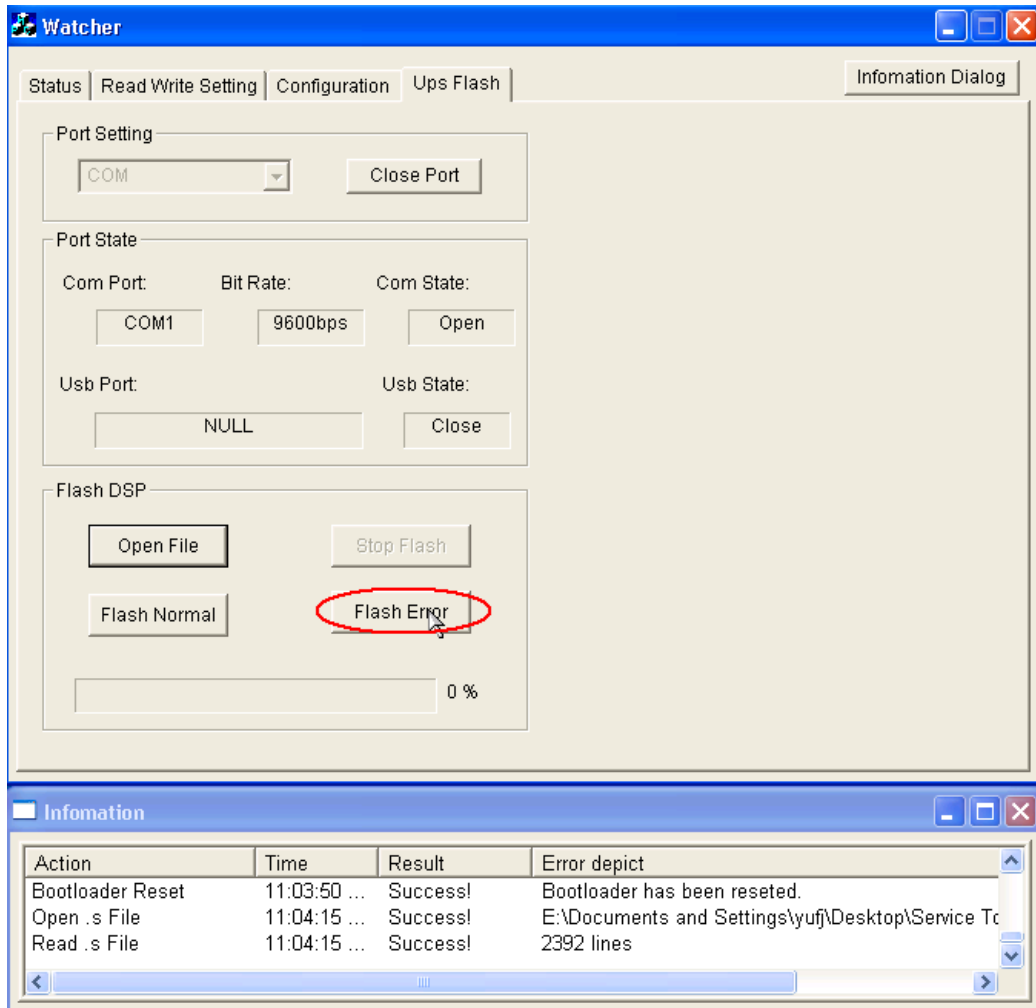 Watcher
Status Read Write Setting Configuration Ups Flash Infomation Dialog
Port Setting
COM Close Port
Port State
Com Port: Bit Rate: Com State:
COM1 9600bps Open
Usb Port: Usb State:
NULL Close
Flash DSP
Open File Stop Flash
Flash Normal Flash Error
0 %
Infomation
Action Time Result Error depict
Bootloader Reset 11:03:50 ... Success! Bootloader has been reseted.
Open .s File 11:04:15 ... Success! E:\Documents and Settings\yufj\Desktop\Service To
Read .s File 11:04:15 ... Success! 2392 lines